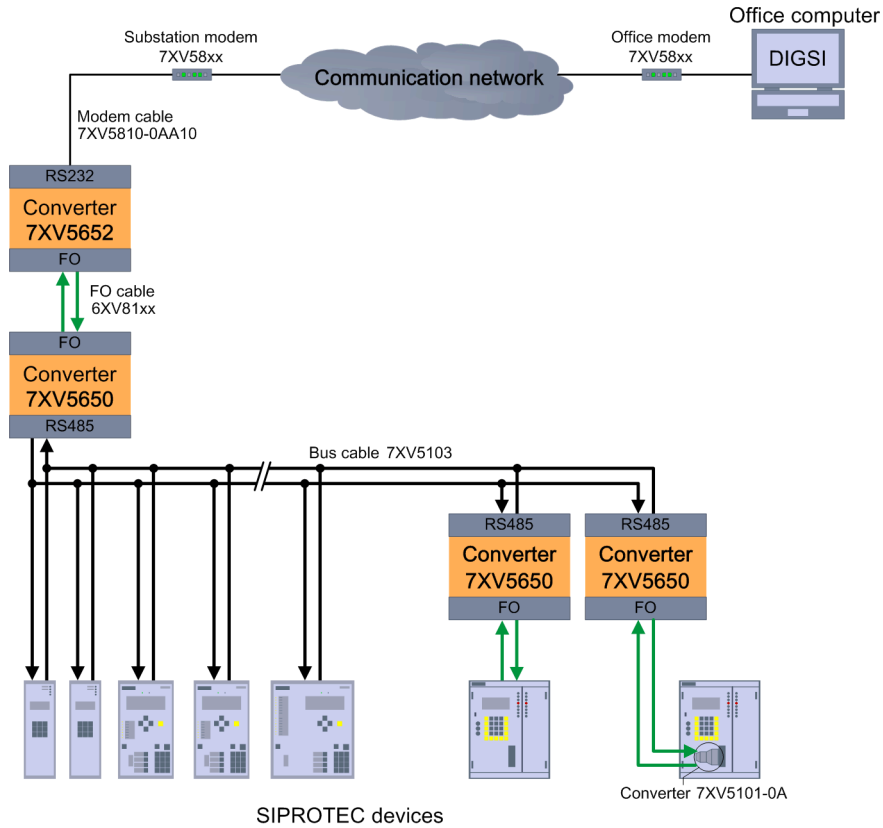 Office computer
Substation modem
7XV58xx
Office modem
7XV58xx
DIGSI
Communication network
Modem cable
7XV5810-0AA10
RS232
Converter
7XV5652
FO
FO cable
6XV81xx
FO
Converter
7XV5650
RS485
Bus cable 7XV5103
RS485
Converter
7XV5650
FO
RS485
Converter
7XV5650
FO
Converter 7XV5101-0A
SIPROTEC devices